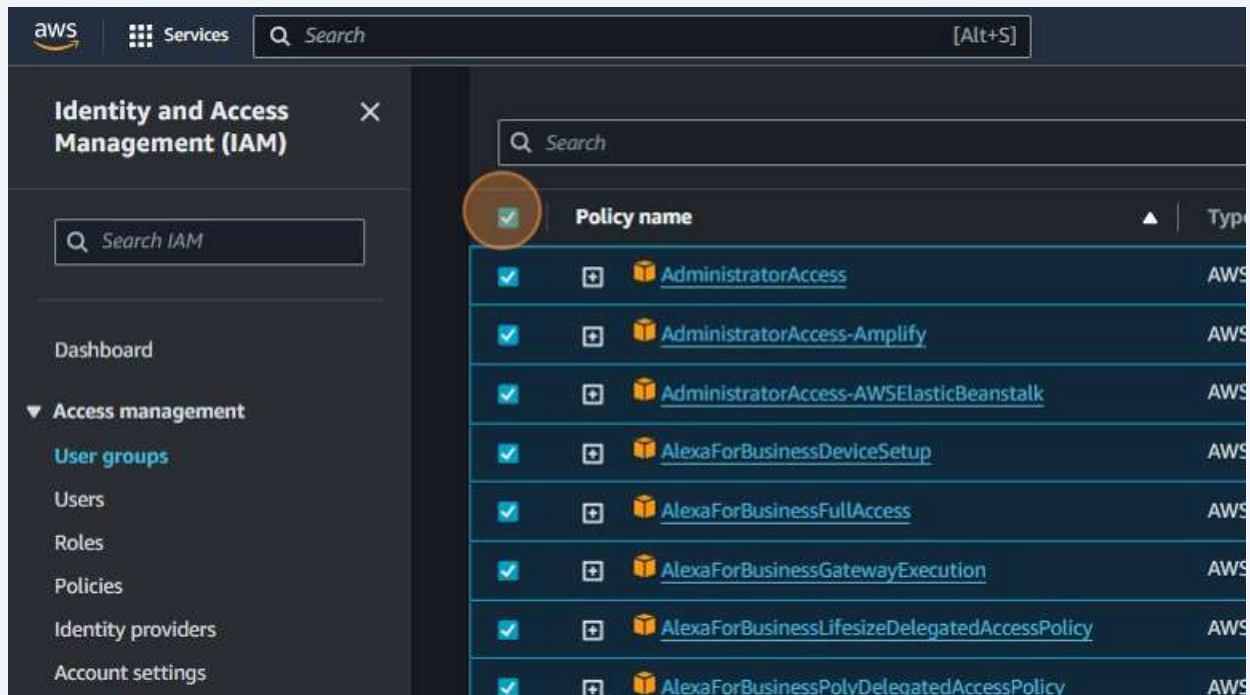 aws
Services
Search
[Alt+S]
Identity and Access
Management (IAM)
Search IAM
Dashboard
Access management
User groups
Users
Roles
Policies
Identity providers
Account settings
Search
Policy name
Type
AdministratorAccess
AWS
AdministratorAccess-Amplify
AWS
AdministratorAccess-AWSElasticBeanstalk
AWS
AlexaForBusinessDeviceSetup
AWS
AlexaForBusinessFullAccess
AWS
AlexaForBusinessGatewayExecution
AWS
AlexaForBusinessLifesizeDelegatedAccessPolicy
AWS
AlexaForBusinessPolyDelegatedAccessPolicy
AWS